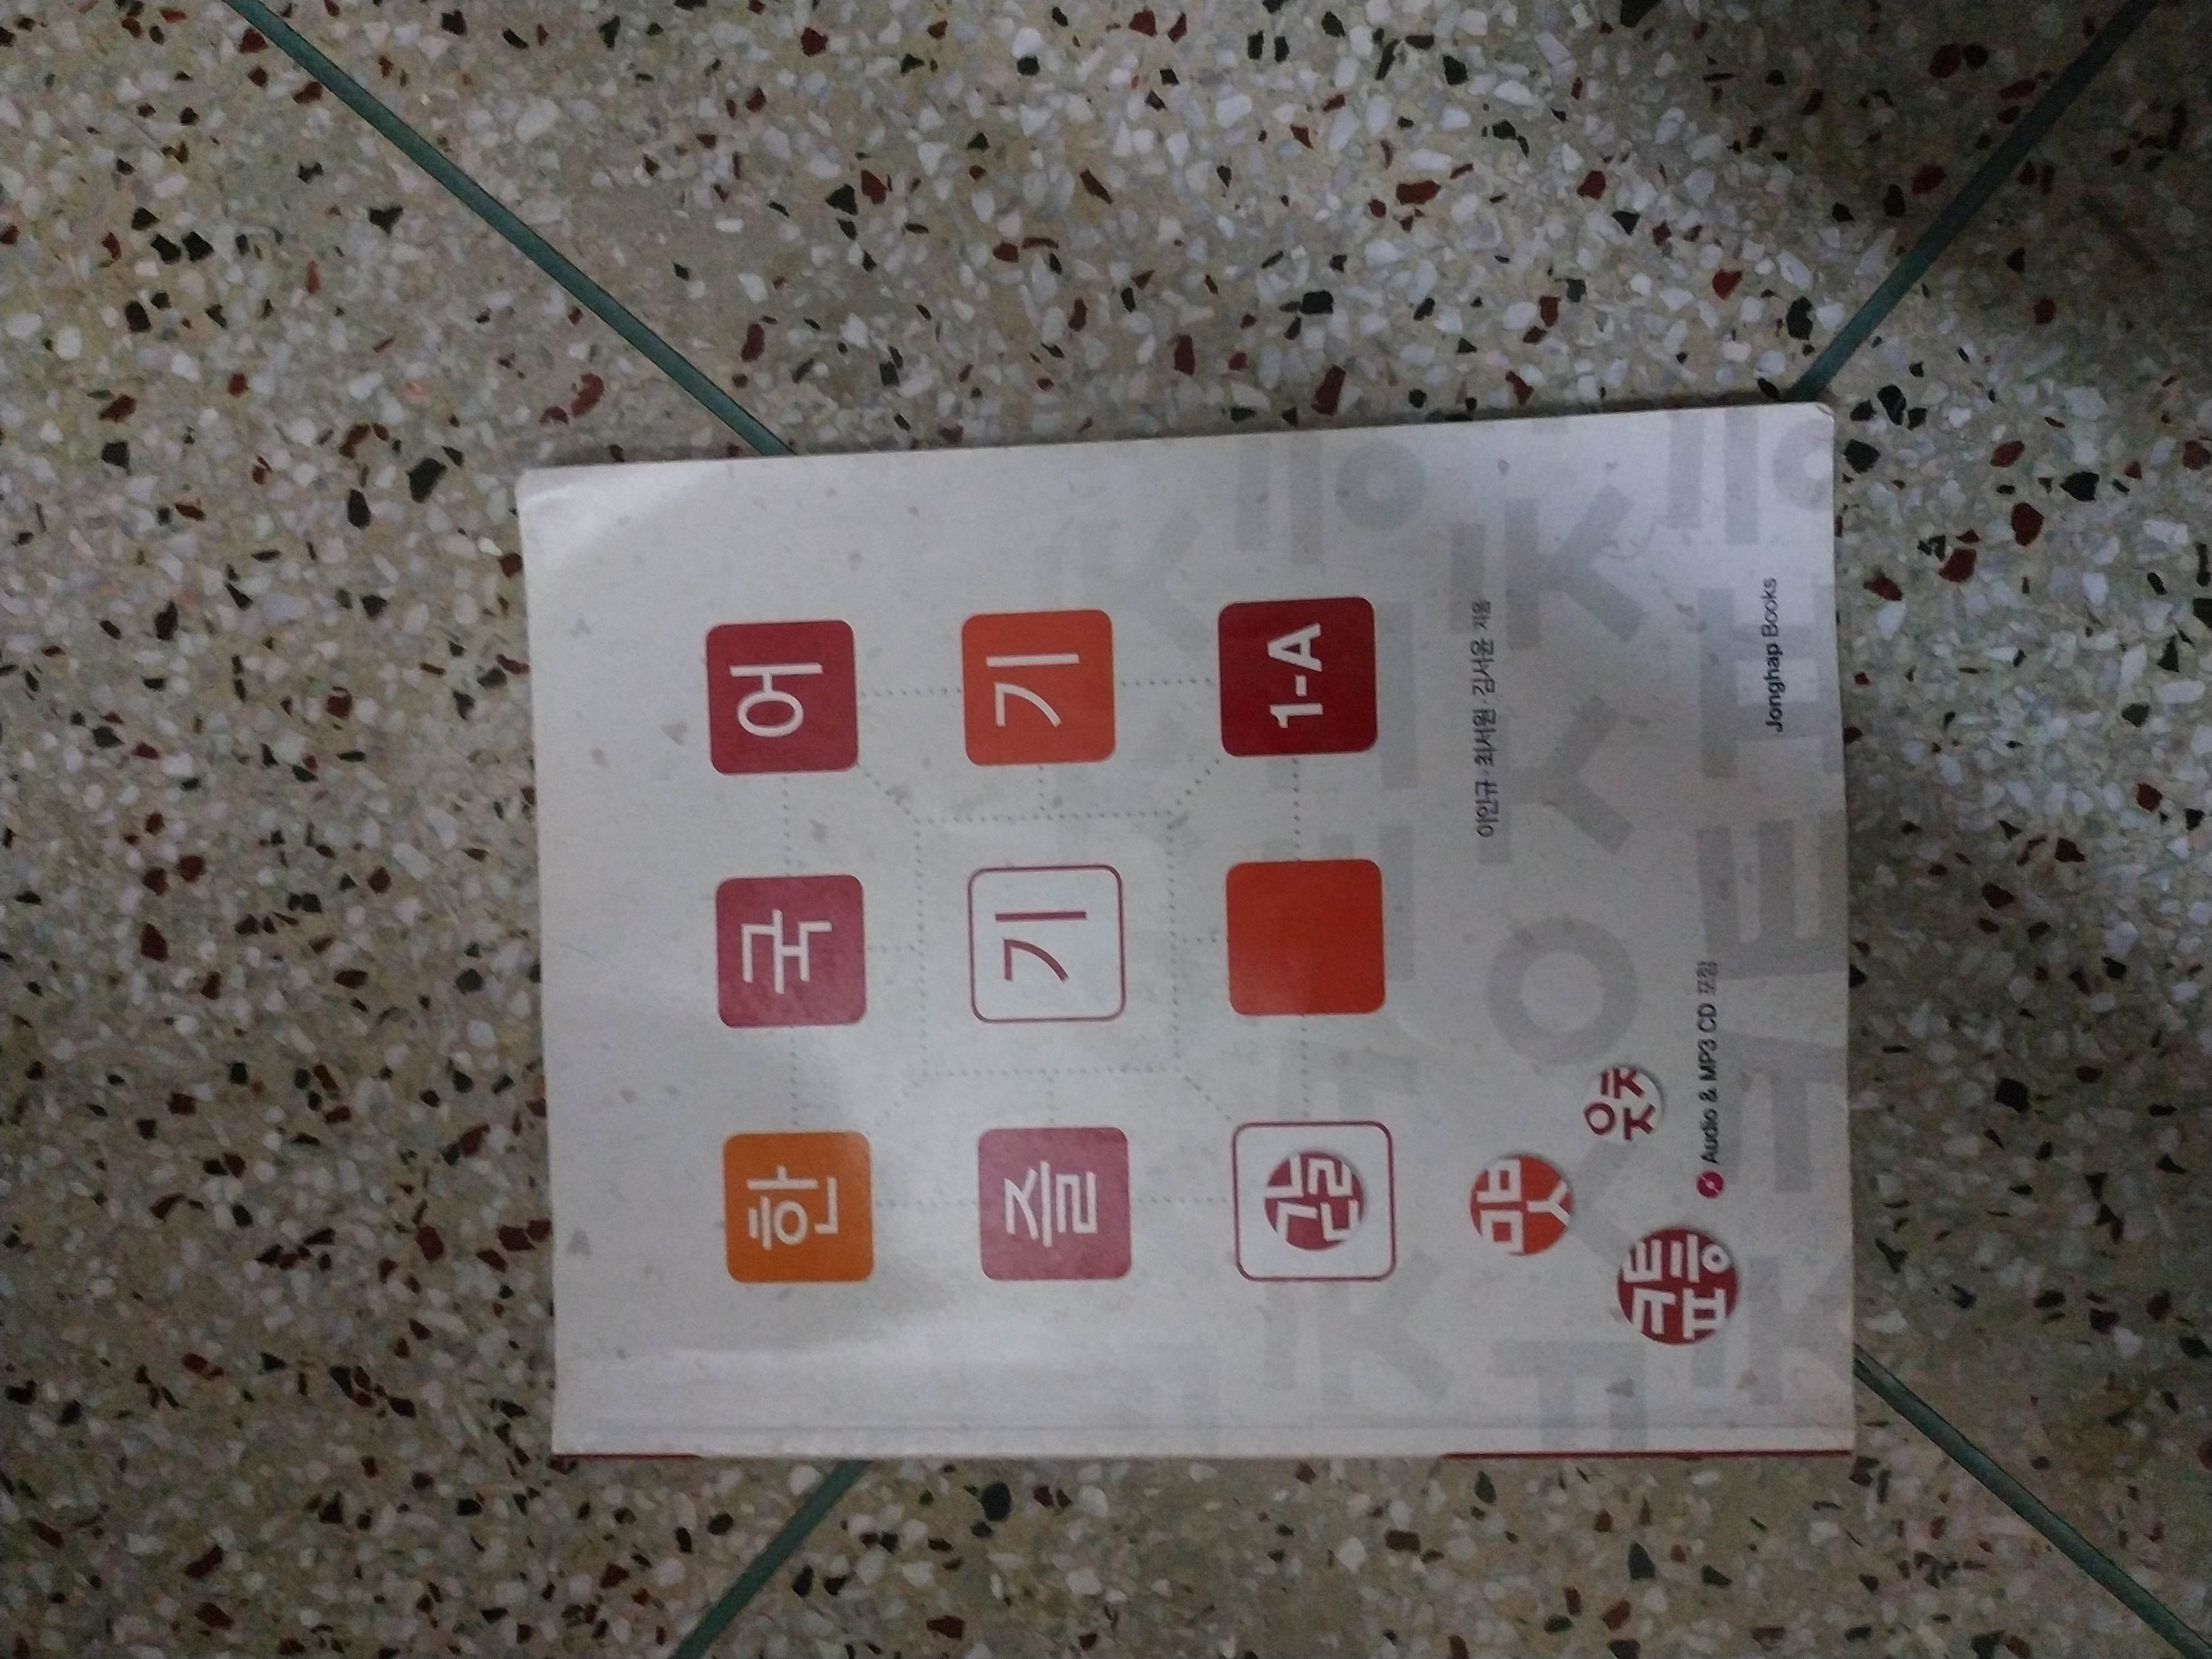 한 국 어
즐 기 기
1-A
이인규·최서원·김서윤 지음
Audio & MP3 CD 포함
Jonghap Books